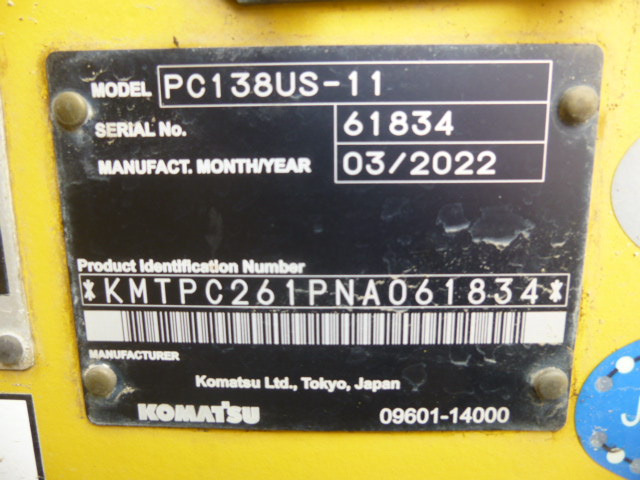 MODEL PC138US-11
SERIAL No. 61834
MANUFACT. MONTH/YEAR 03/2022
Product Identification Number
*KMTPC261PNA061834*
MANUFACTURER
Komatsu Ltd., Tokyo, Japan
KOMATSU 09601-14000
J